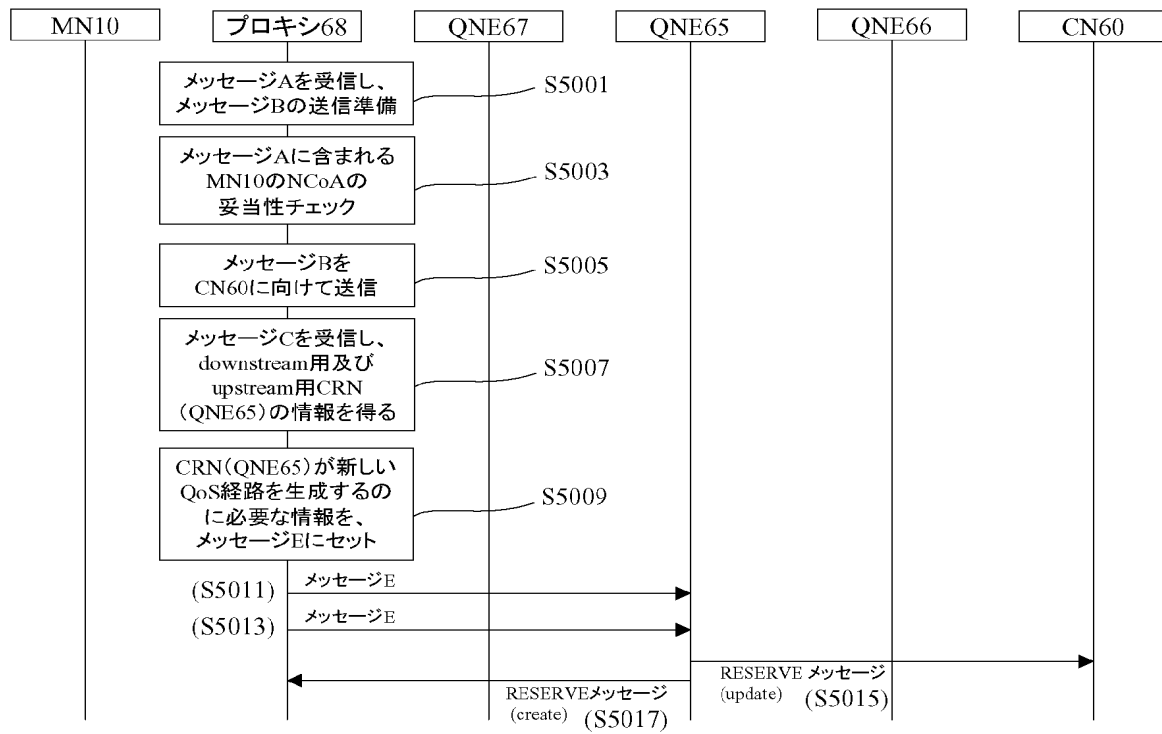 MN10
プロキシ68
QNE67
QNE65
QNE66
CN60
メッセージAを受信し、
メッセージBの送信準備
S5001
メッセージAに含まれる
MN10のNCoAの
妥当性チェック
S5003
メッセージBを
CN60に向けて送信
S5005
メッセージCを受信し、
downstream用及び
upstream用CRN
(QNE65)の情報を得る
S5007
CRN(QNE65)が新しい
QoS経路を生成するの
に必要な情報を、
メッセージEにセット
S5009
(S5011)
メッセージE
(S5013)
メッセージE
RESERVE メッセージ
(update) (S5015)
RESERVEメッセージ
(create) (S5017)